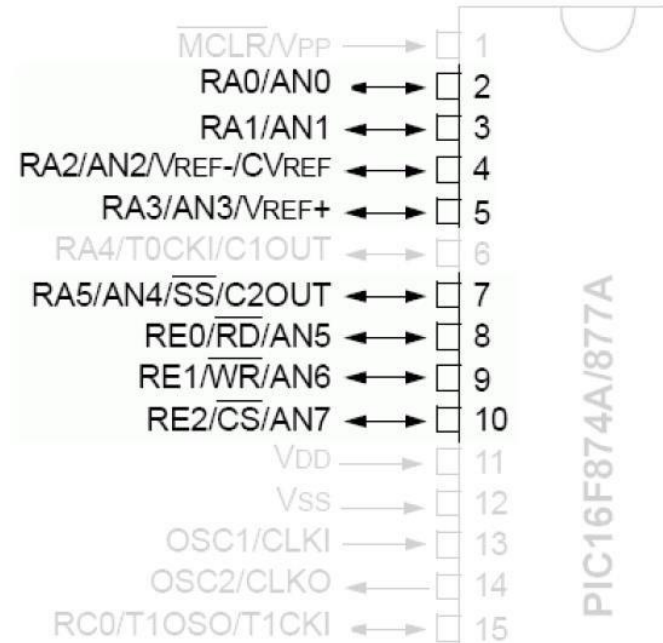 MCLR/VPP 1
RA0/AN0 2
RA1/AN1 3
RA2/AN2/VREF-/CVREF 4
RA3/AN3/VREF+ 5
RA4/T0CKI/C1OUT 6
RA5/AN4/SS/C2OUT 7
RE0/RD/AN5 8
RE1/WR/AN6 9
RE2/CS/AN7 10
VDD 11
VSS 12
OSC1/CLKI 13
OSC2/CLKO 14
RC0/T1OSO/T1CKI 15
PIC16F874A/877A